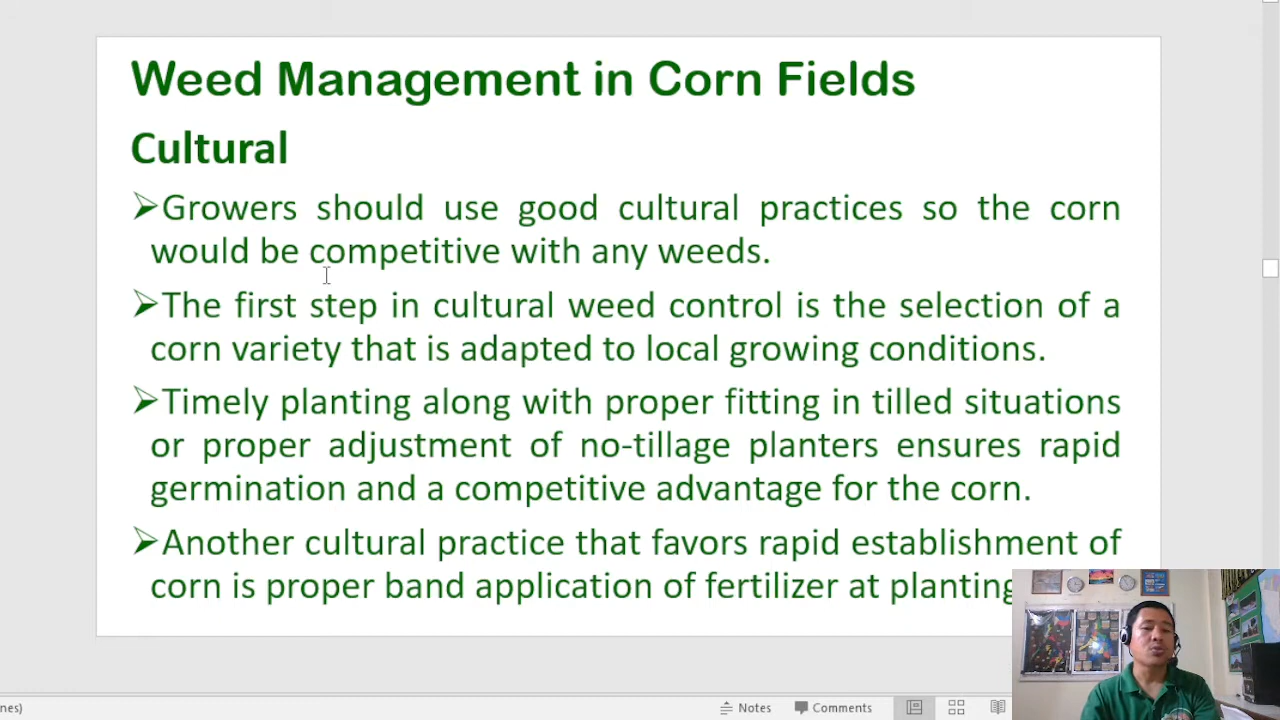 Weed Management in Corn Fields
Cultural
➢Growers should use good cultural practices so the corn
would be competitive with any weeds.
➢The first step in cultural weed control is the selection of a
corn variety that is adapted to local growing conditions.
➢Timely planting along with proper fitting in tilled situations
or proper adjustment of no-tillage planters ensures rapid
germination and a competitive advantage for the corn.
➢Another cultural practice that favors rapid establishment of
corn is proper band application of fertilizer at planting
nes)
Notes
Comments